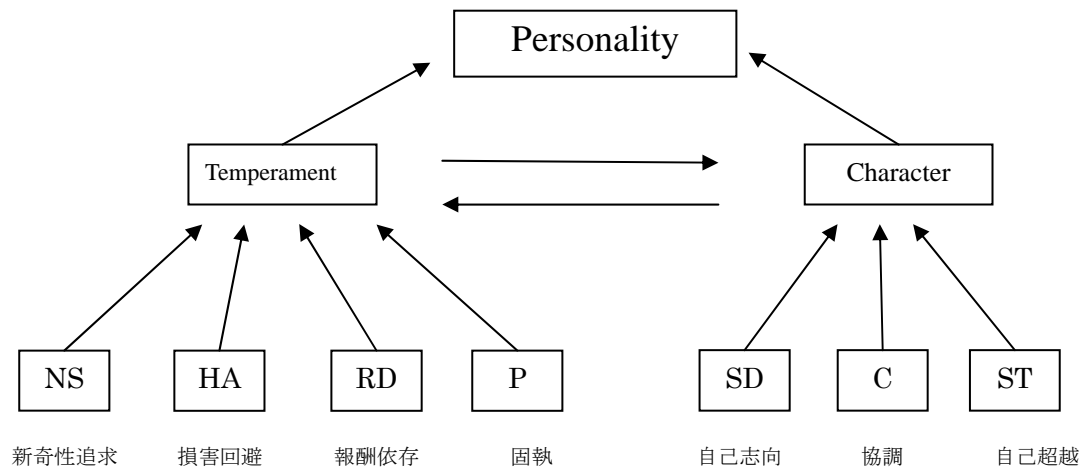 Personality
Temperament
Character
NS
HA
RD
P
SD
C
ST
新奇性追求
損害回避
報酬依存
固執
自己志向
協調
自己超越